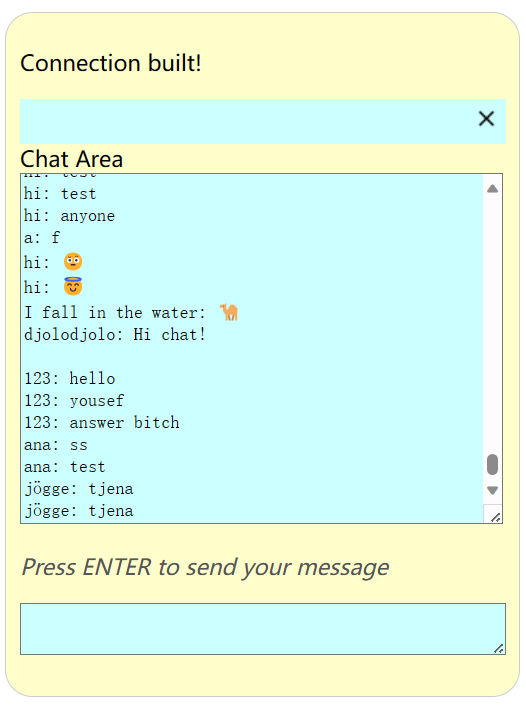 Connection built!
Chat Area
hi: test
hi: test
hi: anyone
a: f
hi: 😳
hi: 😇
I fall in the water: 🐪
djolodjolo: Hi chat!
123: hello
123: yousef
123: answer bitch
ana: ss
ana: test
jögge: tjena
jögge: tjena
Press ENTER to send your message